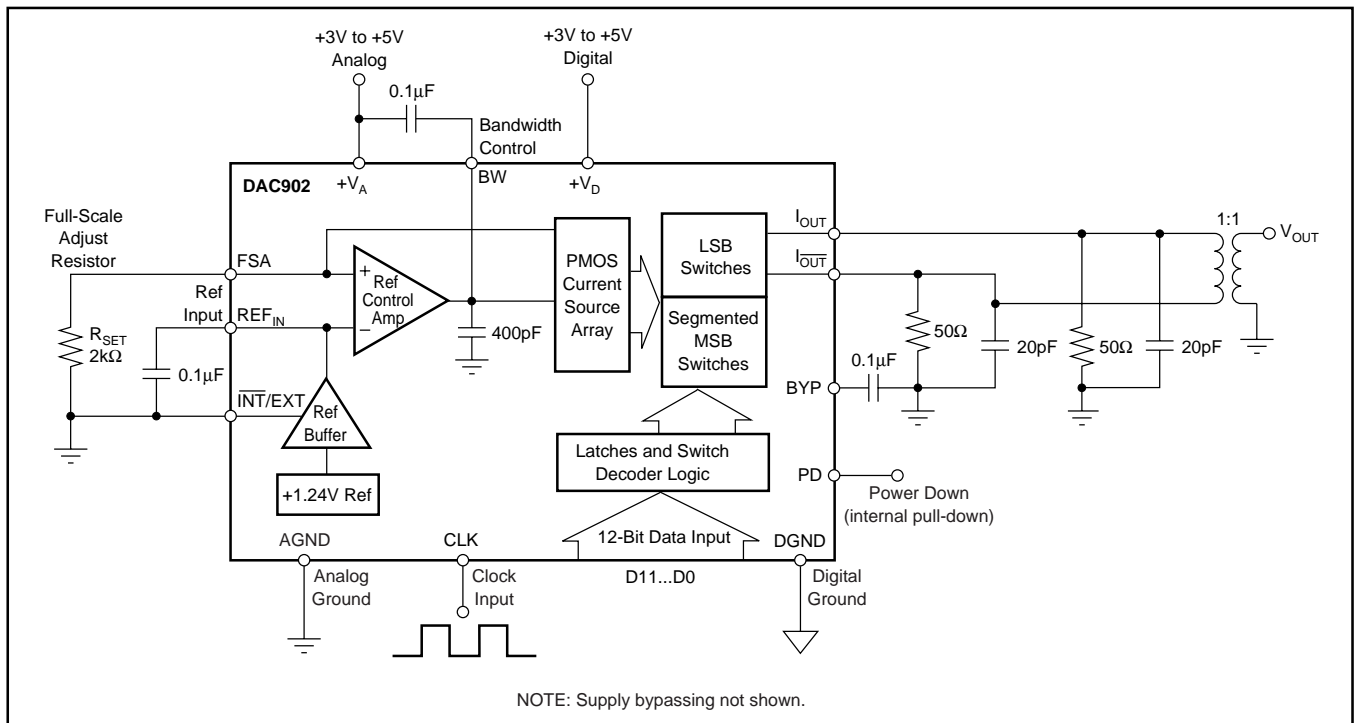 +3V to +5V
Analog
+3V to +5V
Digital
0.1µF
Bandwidth
Control
DAC902
+VA
BW
+VD
Full-Scale
Adjust
Resistor
FSA
Ref
Input
REFIN
RSET
2kΩ
0.1µF
INT/EXT
+
Ref
Control
Amp
–
400pF
Ref
Buffer
+1.24V Ref
PMOS
Current
Source
Array
LSB
Switches
Segmented
MSB
Switches
Latches and Switch
Decoder Logic
12-Bit Data Input
D11...D0
IOUT
IOUT
BYP
0.1µF
50Ω
20pF
50Ω
20pF
1:1
VOUT
PD
Power Down
(internal pull-down)
AGND
Analog
Ground
CLK
Clock
Input
DGND
Digital
Ground
NOTE: Supply bypassing not shown.